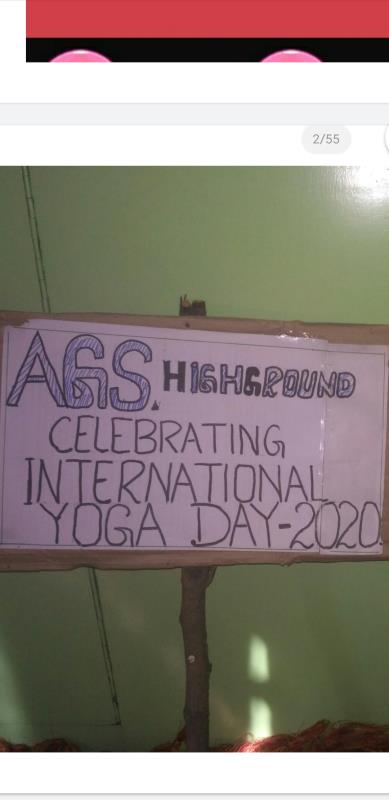 2/55
AGS. HIGHGROUND
CELEBRATING
INTERNATIONAL
YOGA DAY-2020.